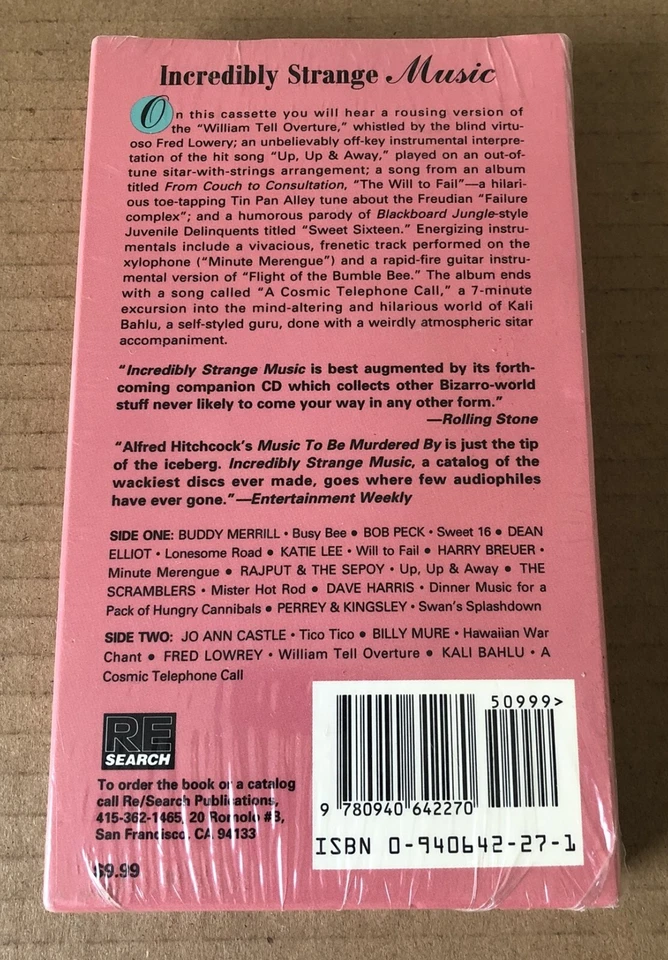 Incredibly Strange Music
On this cassette you will hear a rousing version of
the "William Tell Overture," whistled by the blind virtu-
oso Fred Lowery; an unbelievably off-key instrumental interpre-
tation of the hit song "Up, Up & Away," played on an out-of-
tune sitar-with-strings arrangement; a song from an album
titled From Couch to Consultation, "The Will to Fail"—a hilari-
ous toe-tapping Tin Pan Alley tune about the Freudian "Failure
complex"; and a humorous parody of Blackboard Jungle-style
Juvenile Delinquents titled "Sweet Sixteen." Energizing instru-
mentals include a vivacious, frenetic track performed on the
xylophone ("Minute Merengue") and a rapid-fire guitar instru-
mental version of "Flight of the Bumble Bee." The album ends
with a song called "A Cosmic Telephone Call," a 7-minute
excursion into the mind-altering and hilarious world of Kali
Bahlu, a self-styled guru, done with a weirdly atmospheric sitar
accompaniment.
"Incredibly Strange Music is best augmented by its forth-
coming companion CD which collects other Bizarro-world
stuff never likely to come your way in any other form."
—Rolling Stone
"Alfred Hitchcock's Music To Be Murdered By is just the tip
of the iceberg. Incredibly Strange Music, a catalog of the
wackiest discs ever made, goes where few audiophiles
have ever gone."—Entertainment Weekly
SIDE ONE: BUDDY MERRILL • Busy Bee ● BOB PECK • Sweet 16 ● DEAN
ELLIOT • Lonesome Road ● KATIE LEE • Will to Fail ● HARRY BREUER •
Minute Merengue ● RAJPUT & THE SEPOY • Up, Up & Away ● THE
SCRAMBLERS • Mister Hot Rod ● DAVE HARRIS • Dinner Music for a
Pack of Hungry Cannibals ● PERREY & KINGSLEY • Swan's Splashdown
SIDE TWO: JO ANN CASTLE • Tico Tico ● BILLY MURE • Hawaiian War
Chant ● FRED LOWREY • William Tell Overture ● KALI BAHLU • A
Cosmic Telephone Call
RE
SEARCH
To order the book or a catalog
call Re/Search Publications,
415-362-1465, 20 Romolo #B,
San Francisco, CA 94133
$9.99
50999>
9 780940 642270
ISBN 0-940642-27-1